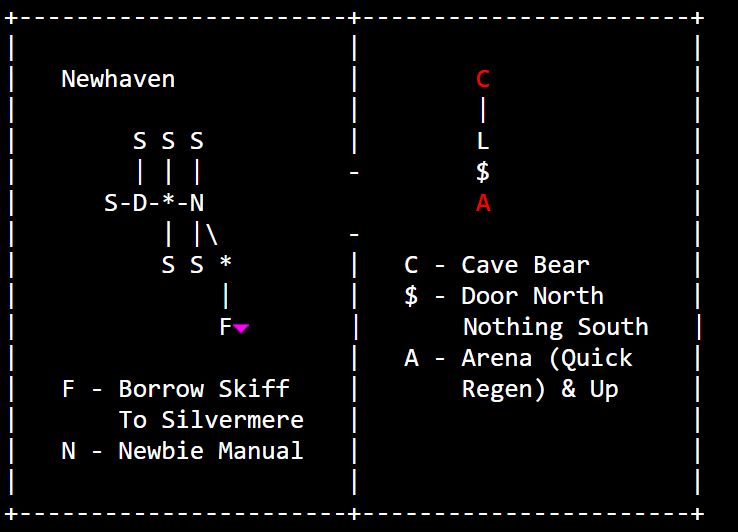 +-----------------------+-----------------------+
|                       |                       |
|   Newhaven            |        C              |
|                       |        |              |
|        S S S          |        L              |
|        | | |          -        $              |
|      S-D-*-N                   A              |
|          | |\         -                       |
|          S S *        |   C - Cave Bear       |
|              |        |   $ - Door North      |
|              F▼       |       Nothing South   |
|                       |   A - Arena (Quick    |
|   F - Borrow Skiff    |       Regen) & Up     |
|       To Silvermere   |                       |
|   N - Newbie Manual   |                       |
|                       |                       |
+-----------------------+-----------------------+